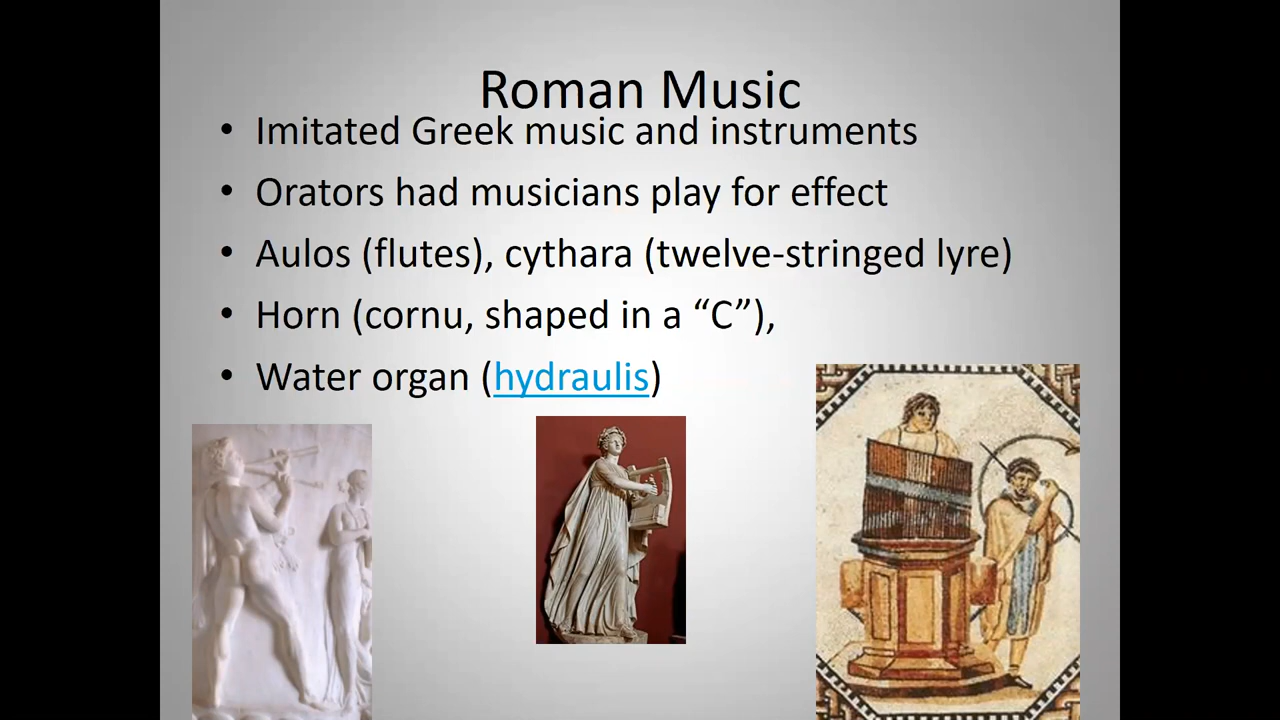 Roman Music
• Imitated Greek music and instruments
• Orators had musicians play for effect
• Aulos (flutes), cythara (twelve-stringed lyre)
• Horn (cornu, shaped in a “C”),
• Water organ (hydraulis)